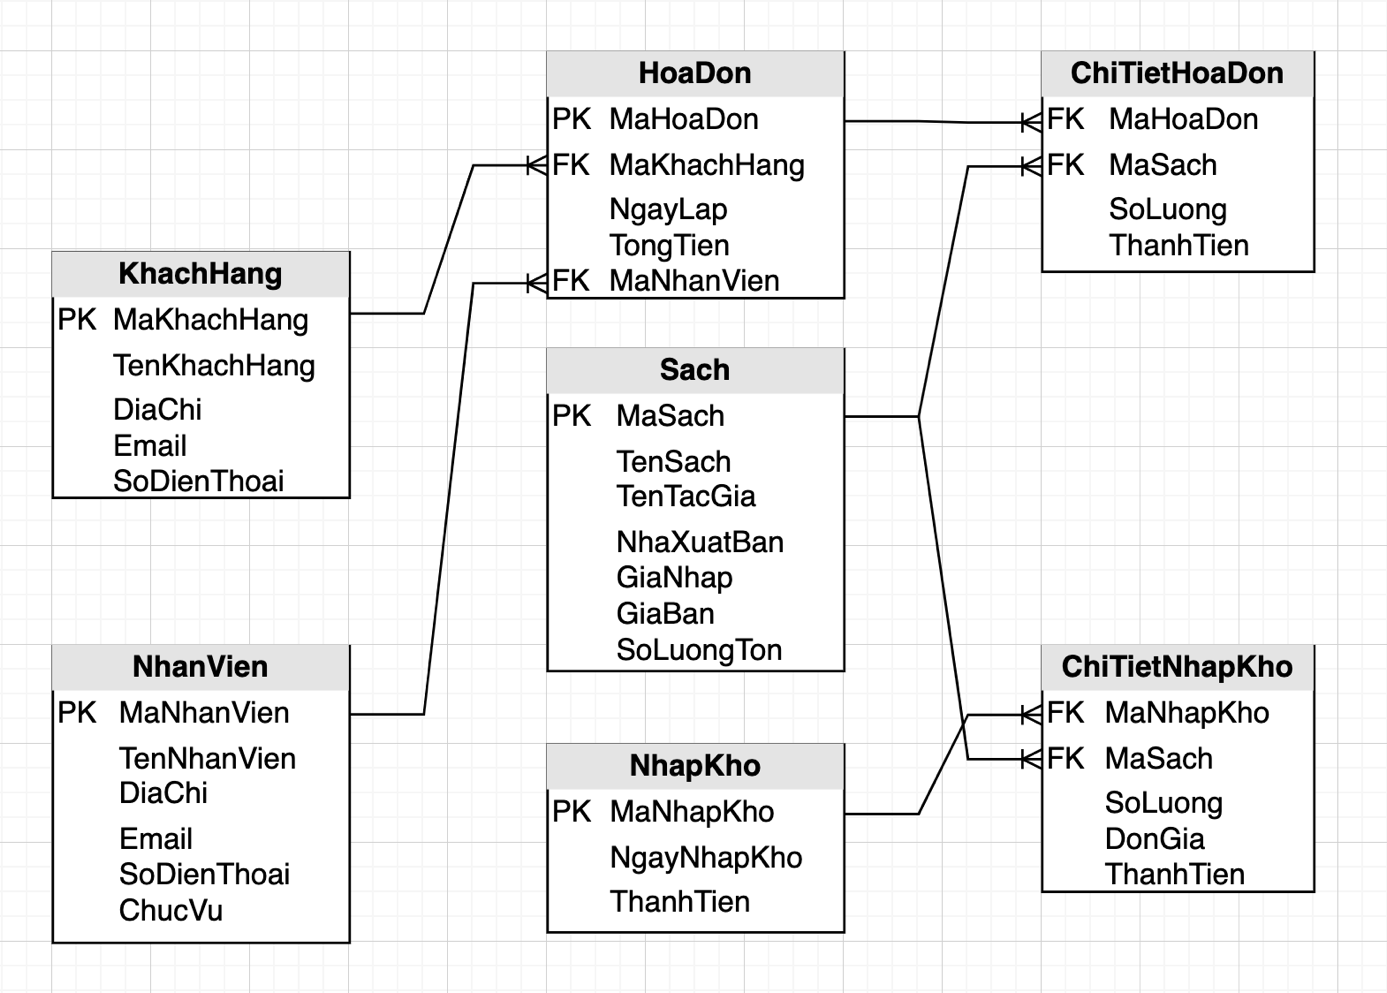 HoaDon
PK MaHoaDon
FK MaKhachHang
NgayLap
TongTien
FK MaNhanVien
ChiTietHoaDon
FK MaHoaDon
FK MaSach
SoLuong
ThanhTien
KhachHang
PK MaKhachHang
TenKhachHang
DiaChi
Email
SoDienThoai
Sach
PK MaSach
TenSach
TenTacGia
NhaXuatBan
GiaNhap
GiaBan
SoLuongTon
NhanVien
PK MaNhanVien
TenNhanVien
DiaChi
Email
SoDienThoai
ChucVu
NhapKho
PK MaNhapKho
NgayNhapKho
ThanhTien
ChiTietNhapKho
FK MaNhapKho
FK MaSach
SoLuong
DonGia
ThanhTien